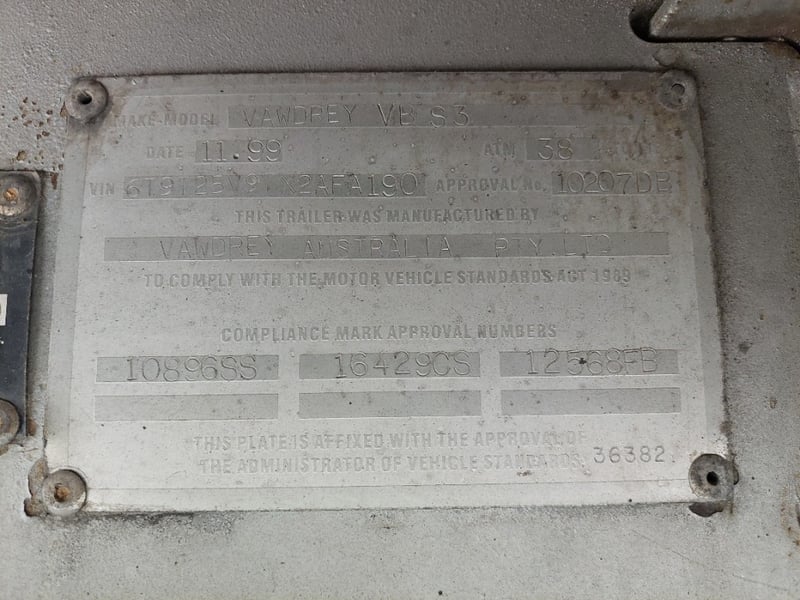 MAKE-MODEL VAWDREY VB S3
DATE 11.99 ATM 38
VIN APPROVAL No. 10207DB
THIS TRAILER WAS MANUFACTURED BY
VAWDREY AUSTRALIA PTY.LTD
TO COMPLY WITH THE MOTOR VEHICLE STANDARDS ACT 1989
COMPLIANCE MARK APPROVAL NUMBERS
10896SS 16429CS 12568FB
THIS PLATE IS AFFIXED WITH THE APPROVAL OF
THE ADMINISTRATOR OF VEHICLE STANDARDS. 36382